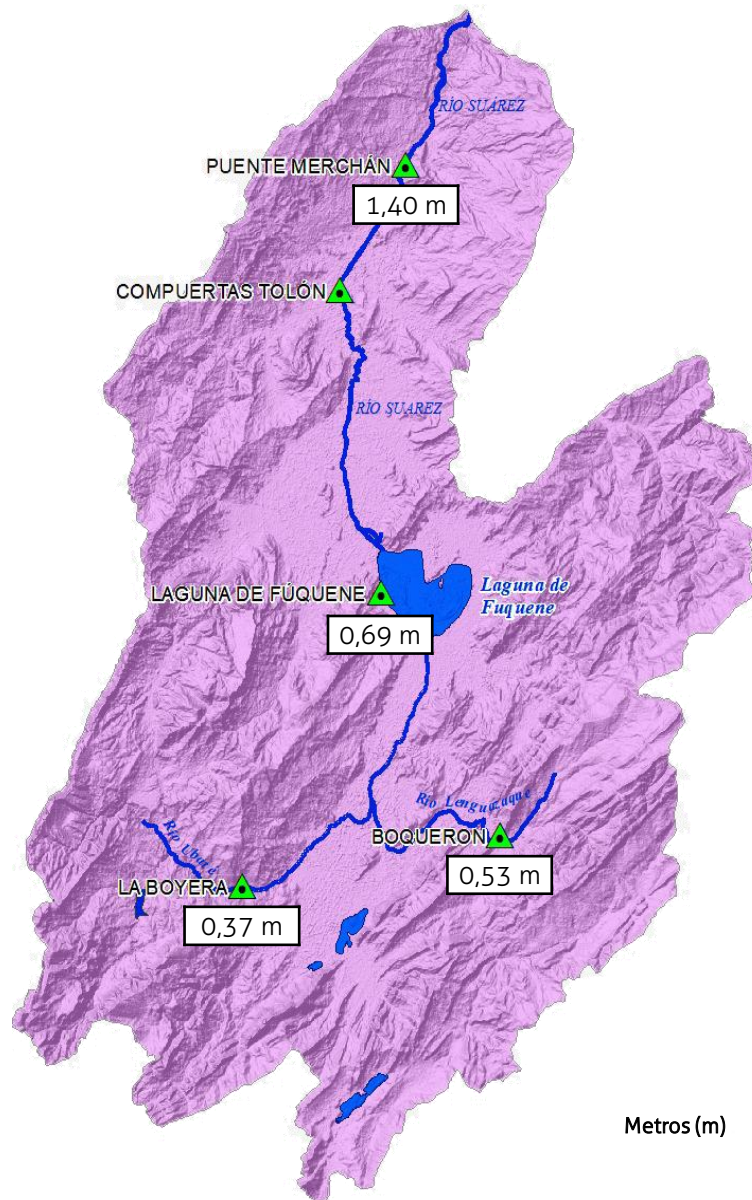 RÍO SUÁREZ
PUENTE MERCHÁN
1,40 m
COMPUERTAS TOLÓN
RÍO SUAREZ
LAGUNA DE FÚQUENE
Laguna de
Fuquene
0,69 m
Río Lenguazaque
Río Ubaté
BOQUERON
0,53 m
LA BOYERA
0,37 m
Metros (m)